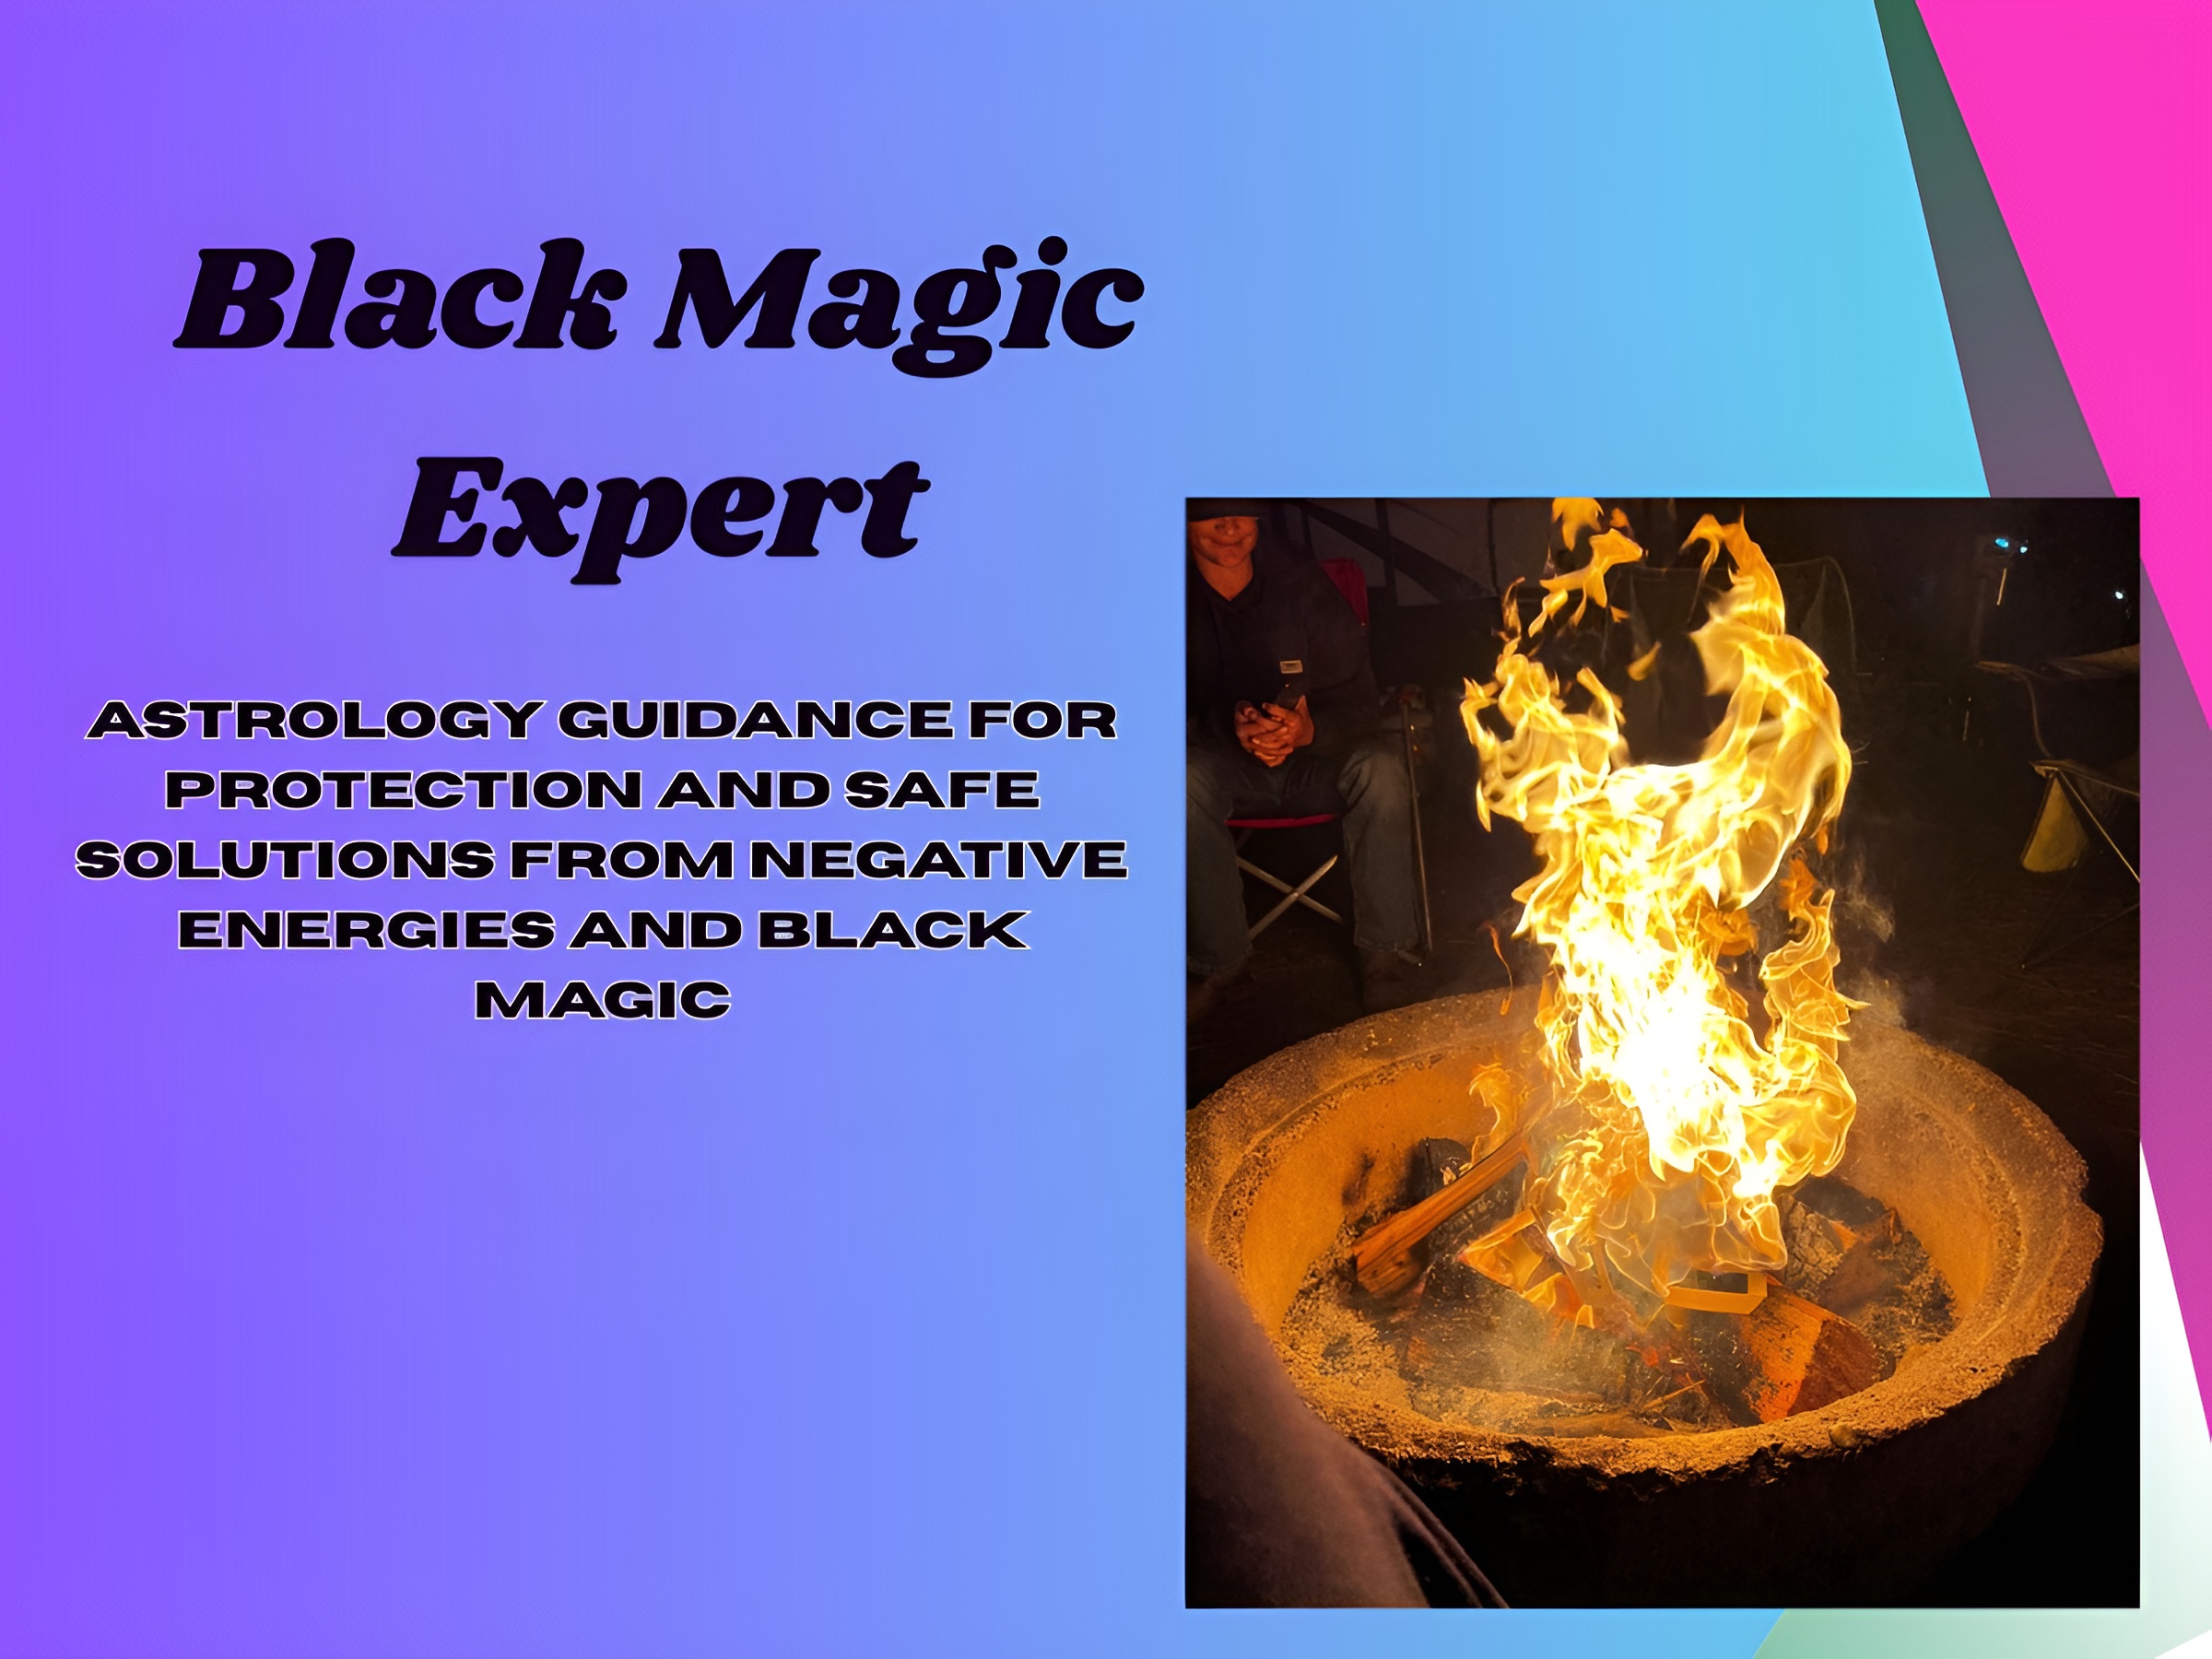 Black Magic
Expert
ASTROLOGY GUIDANCE FOR
PROTECTION AND SAFE
SOLUTIONS FROM NEGATIVE
ENERGIES AND BLACK
MAGIC